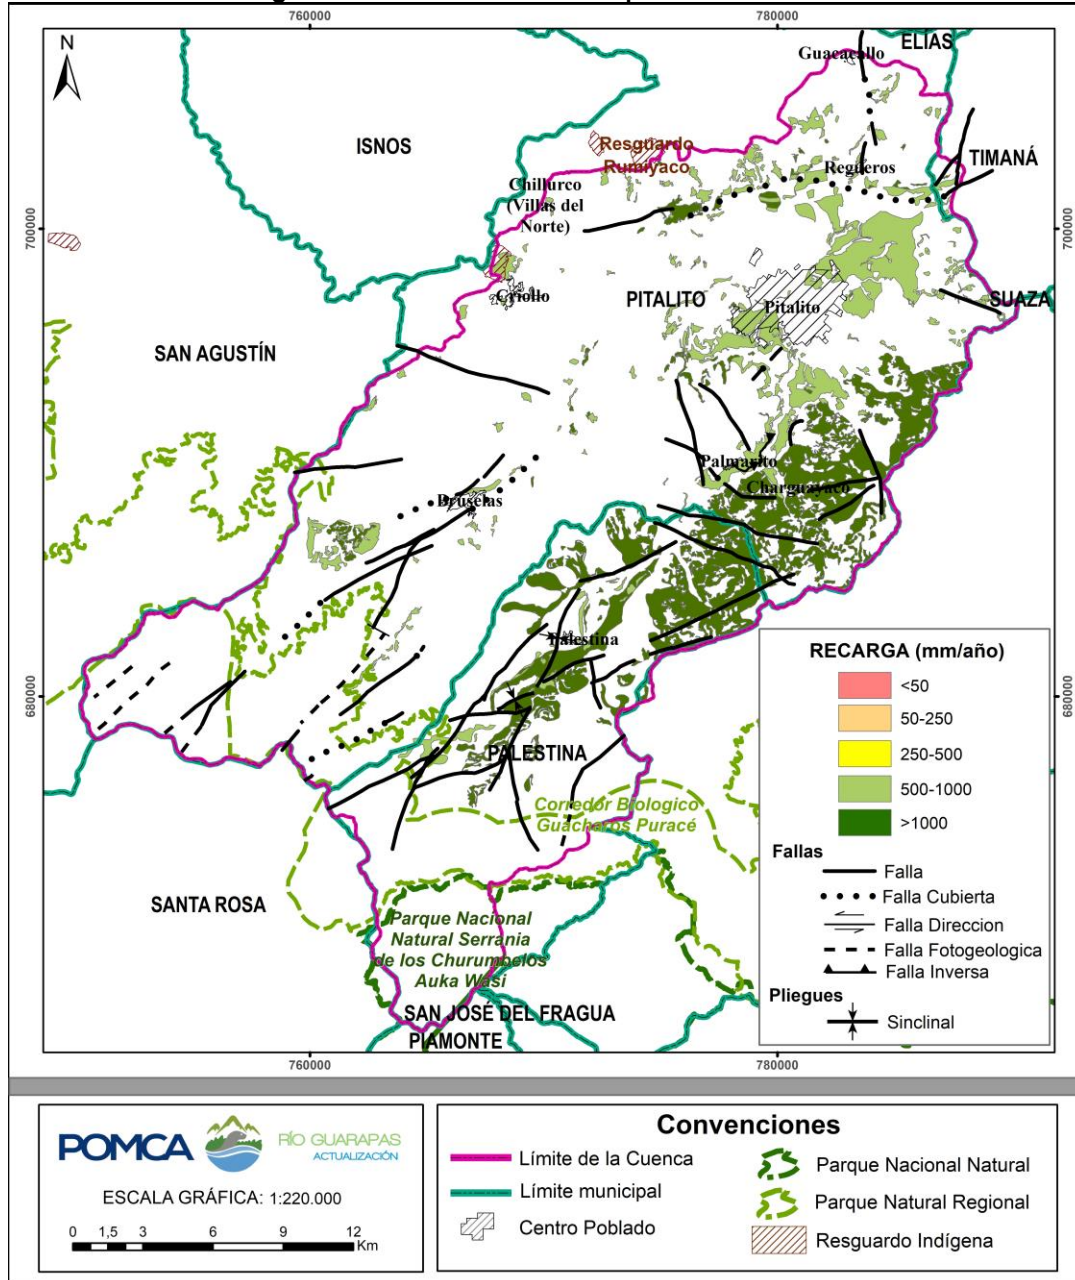 760000
780000
N
ELÍAS
Guacacallo
ISNOS
Resguardo
Rumiyaco
TIMANÁ
Regueros
Chillurco
(Villas del
Norte)
700000
700000
Criollo
PITALITO
Pitalito
SUAZA
SAN AGUSTÍN
Palmarito
Charguayaco
Bruselas
Palestina
680000
680000
PALESTINA
Corredor Biologico
Guacharos Puracé
SANTA ROSA
Parque Nacional
Natural Serrania
de los Churumbelos
Auka Wasi
SAN JOSÉ DEL FRAGUA
PIAMONTE
RECARGA (mm/año)
<50
50-250
250-500
500-1000
>1000
Fallas
Falla
Falla Cubierta
Falla Direccion
Falla Fotogeologica
Falla Inversa
Pliegues
Sinclinal
760000
780000
POMCA
RÍO GUARAPAS
ACTUALIZACIÓN
ESCALA GRÁFICA: 1:220.000
0 1,5 3 6 9 12
Km
Convenciones
Límite de la Cuenca
Límite municipal
Centro Poblado
Parque Nacional Natural
Parque Natural Regional
Resguardo Indígena